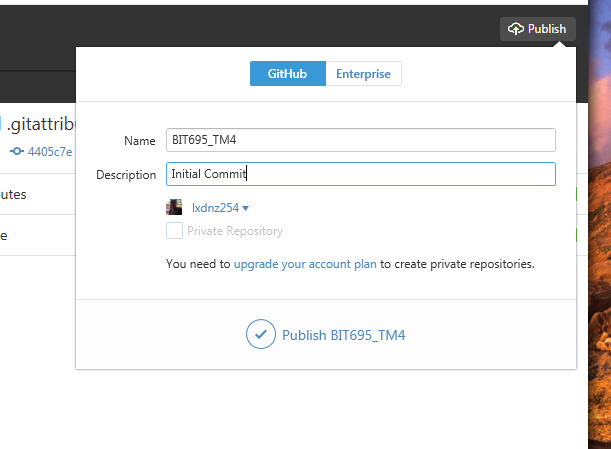 Publish
GitHub Enterprise
.gitattribu
Name BIT695_TM4
4405c7e
Description Initial Commit
utes
lxdnz254
Private Repository
re
You need to upgrade your account plan to create private repositories.
Publish BIT695_TM4